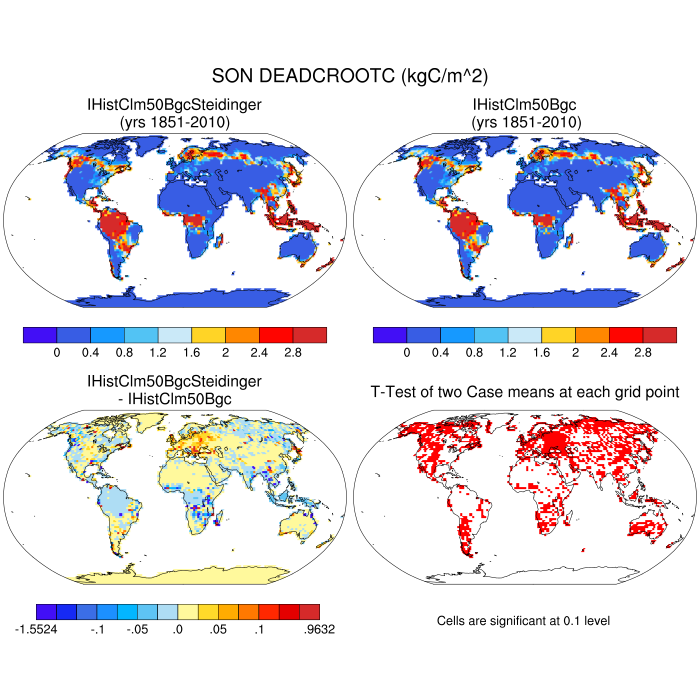 SON DEADCROOTC (kgC/m^2)
IHistClm50BgcSteidinger
(yrs 1851-2010)
IHistClm50Bgc
(yrs 1851-2010)
0 0.4 0.8 1.2 1.6 2 2.4 2.8
0 0.4 0.8 1.2 1.6 2 2.4 2.8
IHistClm50BgcSteidinger
- IHistClm50Bgc
T-Test of two Case means at each grid point
-1.5524 -.1 -.05 .0 .05 .1 .9632
Cells are significant at 0.1 level